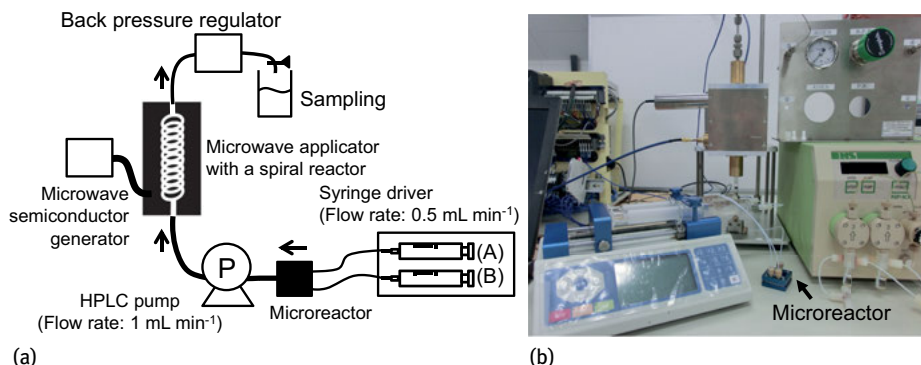 Back pressure regulator
Sampling
Microwave applicator
with a spiral reactor
Microwave
semiconductor
generator
Syringe driver
(Flow rate: 0.5 mL min⁻¹)
(A)
(B)
P
HPLC pump
(Flow rate: 1 mL min⁻¹)
Microreactor
(a)
Microreactor
(b)